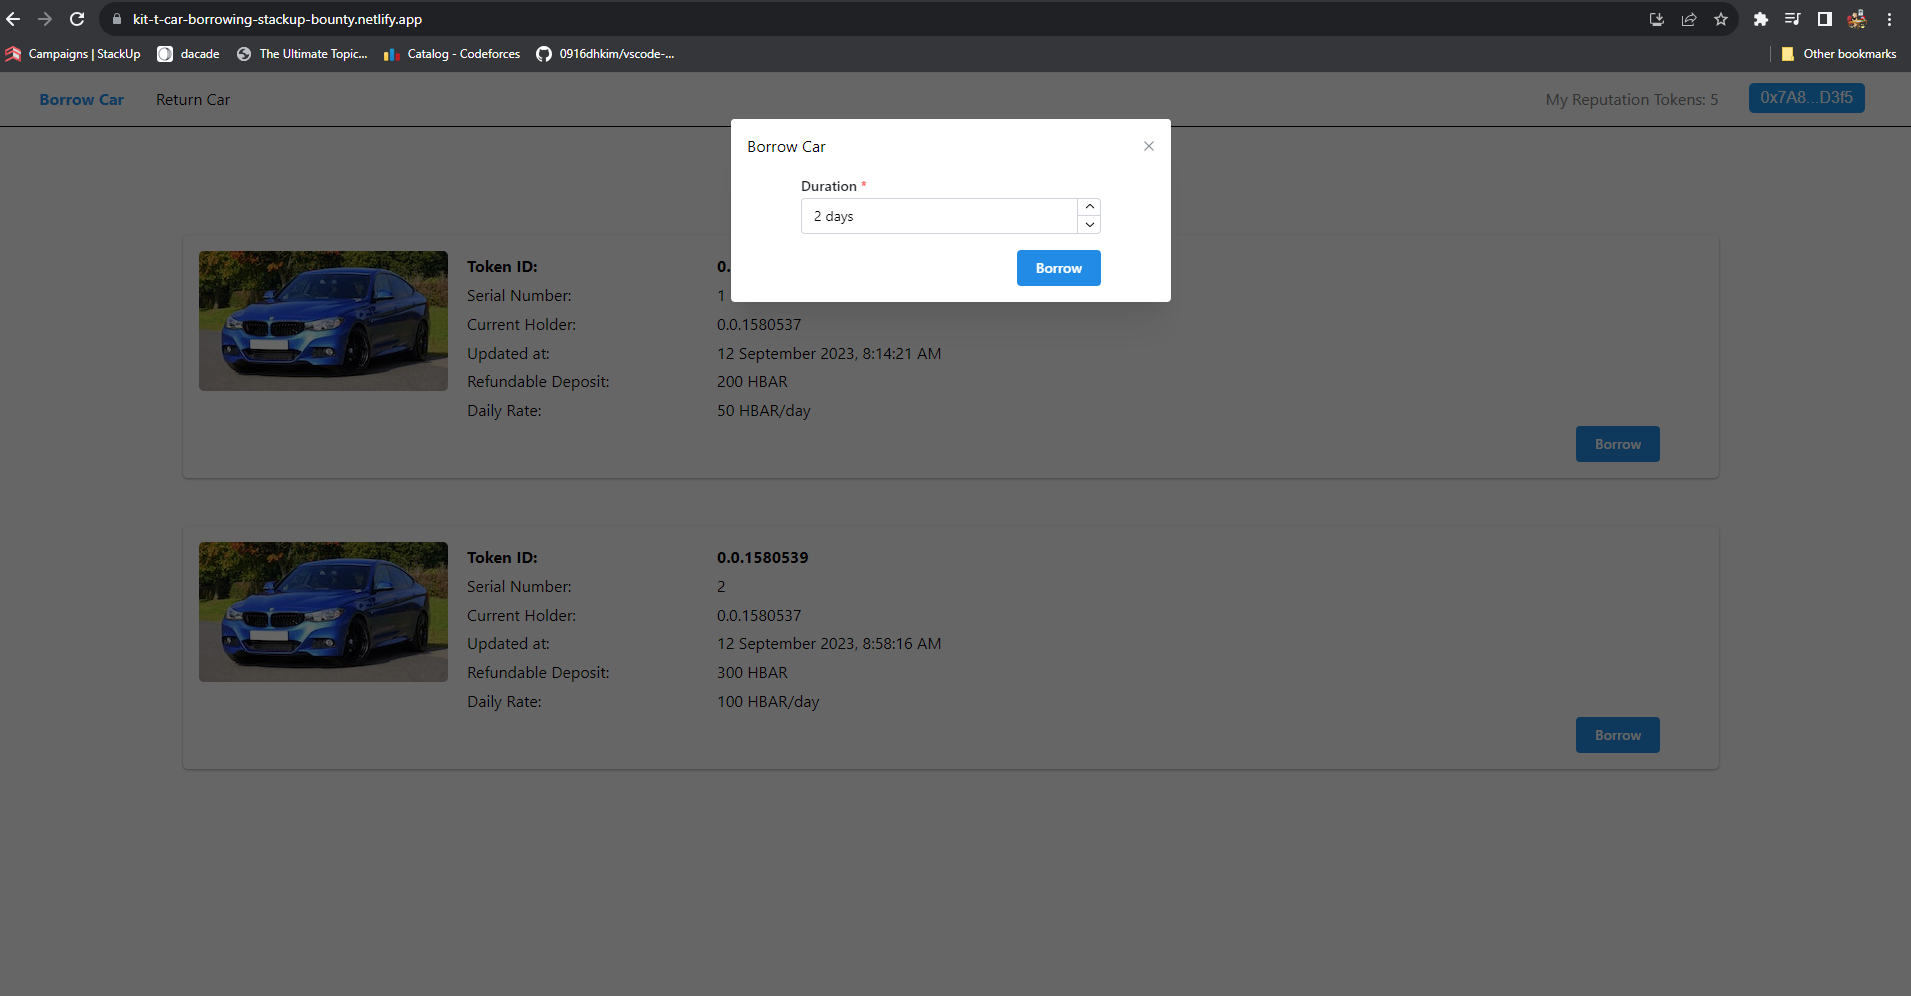 kit-t-car-borrowing-stackup-bounty.netlify.app
Campaigns | StackUp dacade The Ultimate Topic... Catalog - Codeforces 0916dhkim/vscode-... Other bookmarks
Borrow Car Return Car My Reputation Tokens: 5 0x7A8...D3f5
Borrow Car
Duration *
2 days
Borrow
Token ID: 0.
Serial Number: 1
Current Holder: 0.0.1580537
Updated at: 12 September 2023, 8:14:21 AM
Refundable Deposit: 200 HBAR
Daily Rate: 50 HBAR/day
Borrow
Token ID: 0.0.1580539
Serial Number: 2
Current Holder: 0.0.1580537
Updated at: 12 September 2023, 8:58:16 AM
Refundable Deposit: 300 HBAR
Daily Rate: 100 HBAR/day
Borrow